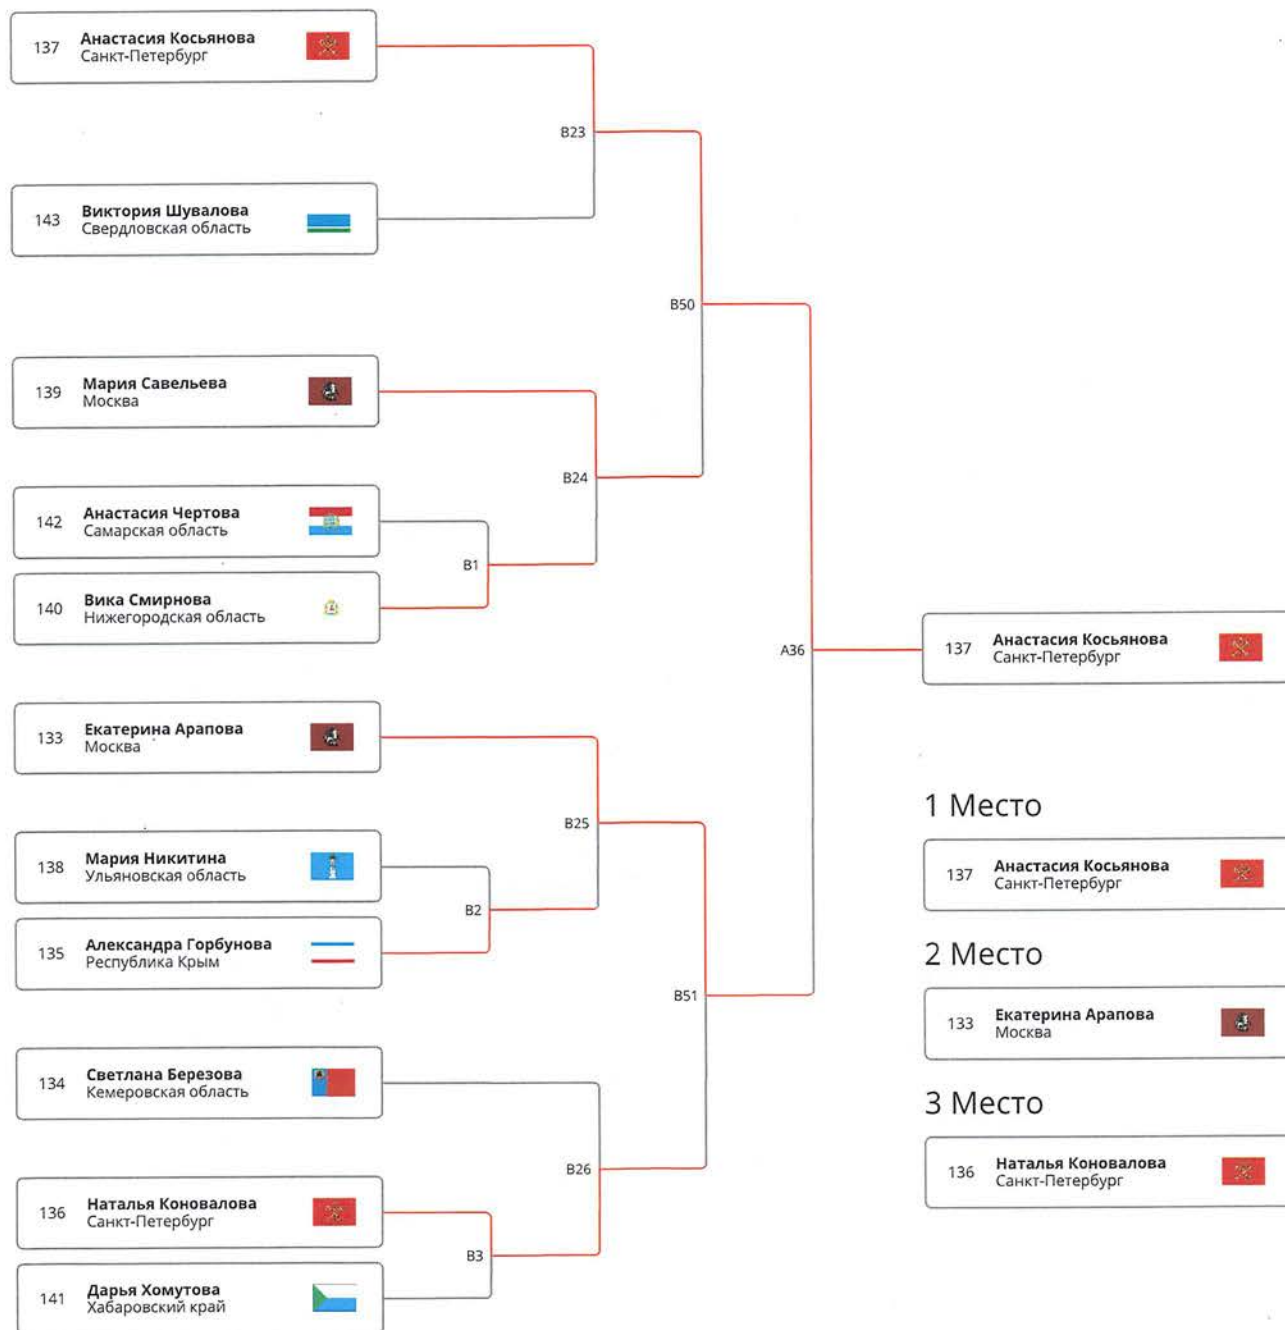 137 Анастасия Косьянова
Санкт-Петербург
B23
143 Виктория Шувалова
Свердловская область
B50
139 Мария Савельева
Москва
B24
142 Анастасия Чертова
Самарская область
B1
140 Вика Смирнова
Нижегородская область
A36
137 Анастасия Косьянова
Санкт-Петербург
133 Екатерина Арапова
Москва
B25
138 Мария Никитина
Ульяновская область
B2
135 Александра Горбунова
Республика Крым
B51
134 Светлана Березова
Кемеровская область
B26
136 Наталья Коновалова
Санкт-Петербург
B3
141 Дарья Хомутова
Хабаровский край
1 Место
137 Анастасия Косьянова
Санкт-Петербург
2 Место
133 Екатерина Арапова
Москва
3 Место
136 Наталья Коновалова
Санкт-Петербург